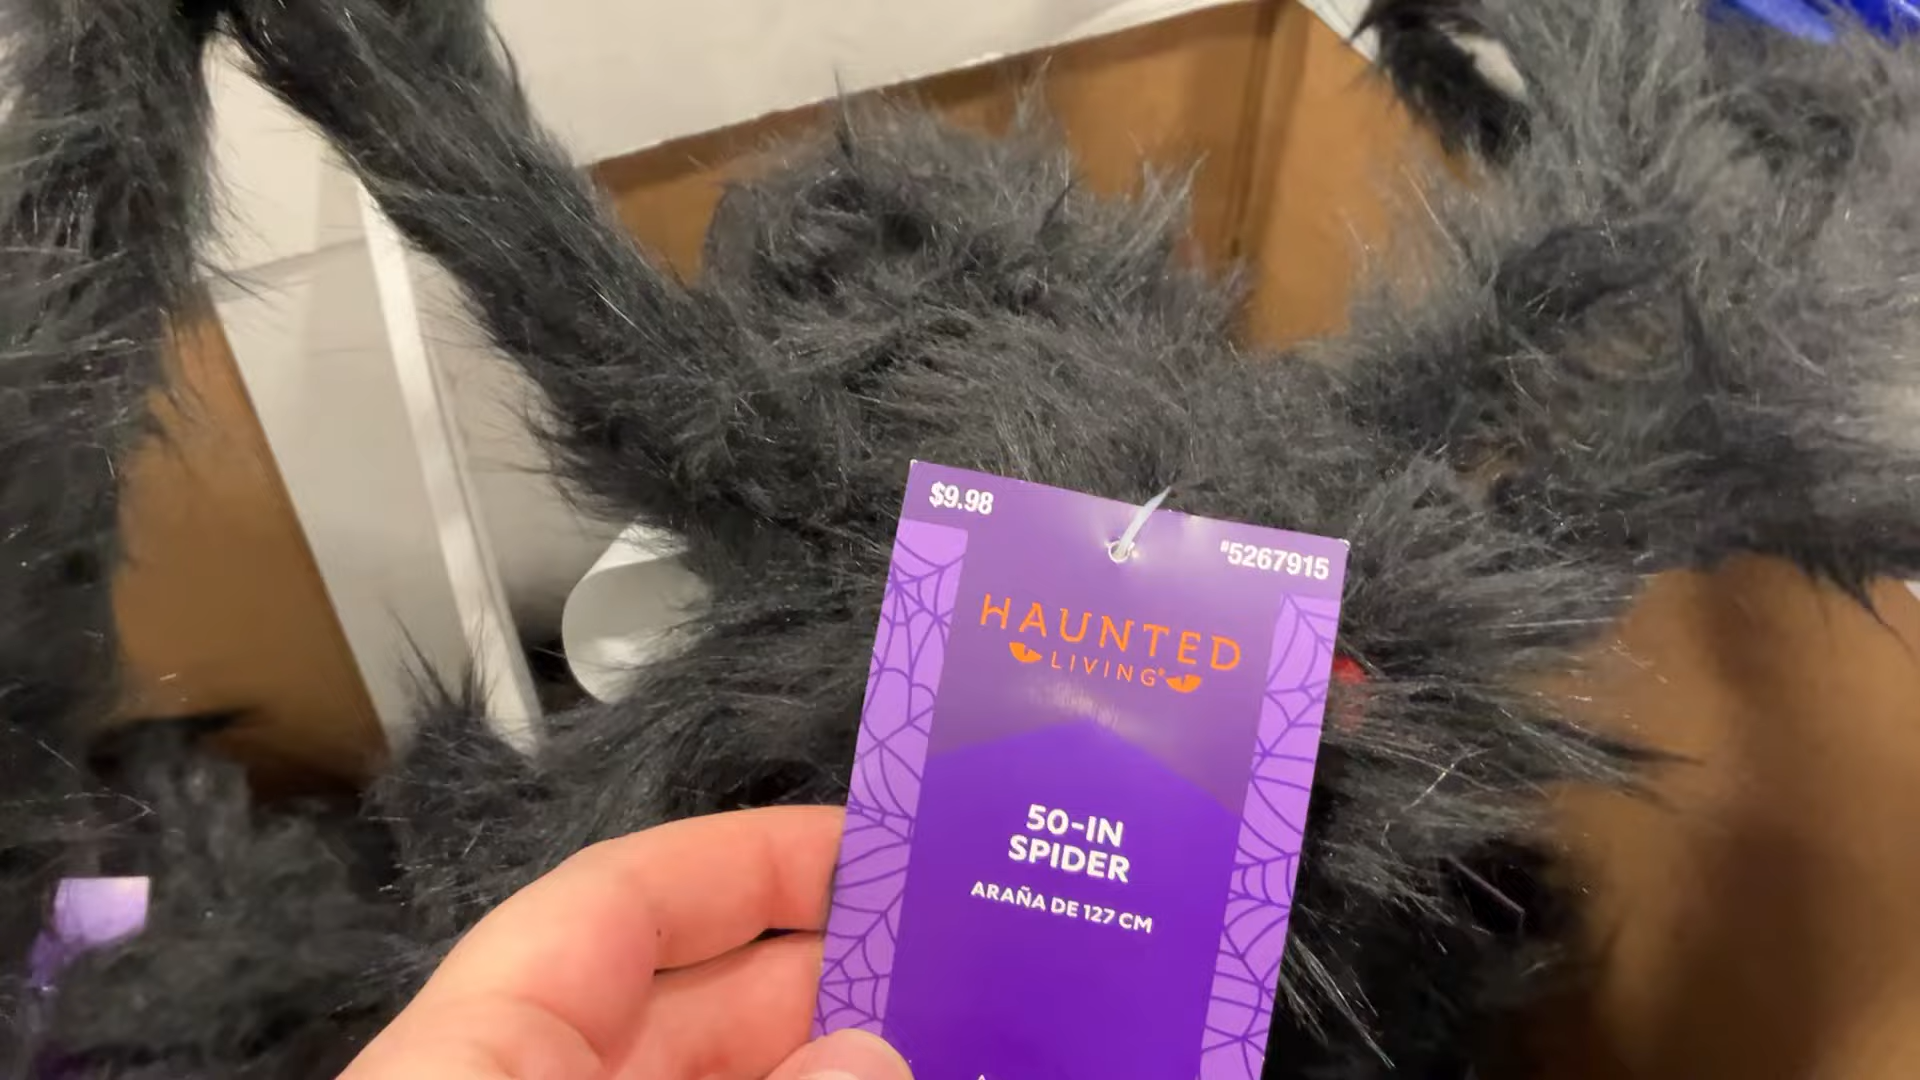 $9.98
#5267915
HAUNTED
LIVING®
50-IN
SPIDER
ARAÑA DE 127 CM